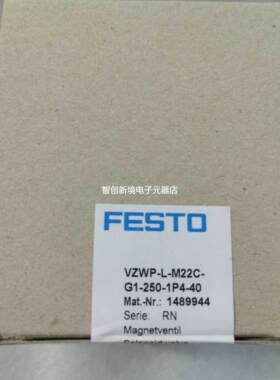 智创新境电子元器店
FESTO
VZWP-L-M22C-
G1-250-1P4-40
Mat.-Nr.: 1489944
Serie: RN
Magnetventil